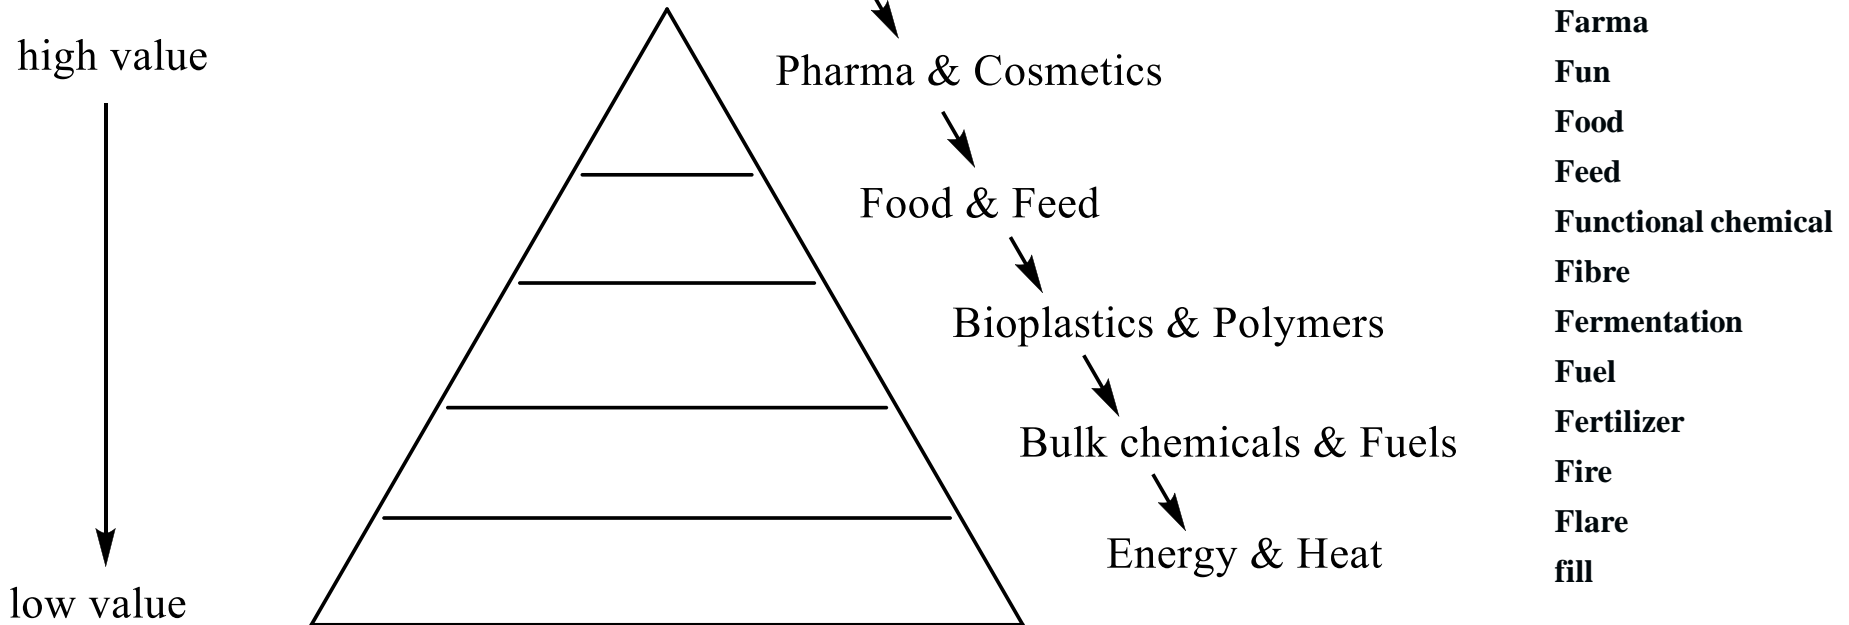 high value
low value
Pharma & Cosmetics
Food & Feed
Bioplastics & Polymers
Bulk chemicals & Fuels
Energy & Heat
Farma
Fun
Food
Feed
Functional chemical
Fibre
Fermentation
Fuel
Fertilizer
Fire
Flare
fill